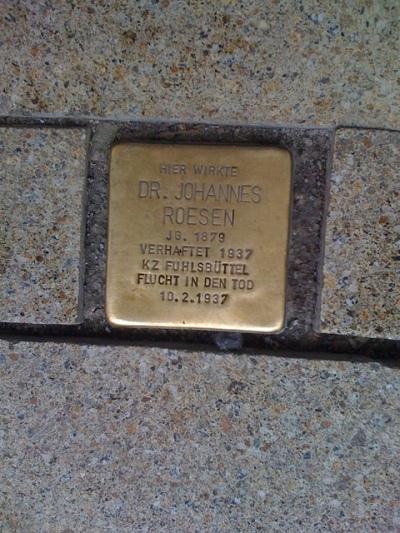 HIER WIRKTE
DR. JOHANNES
ROESEN
JG. 1879
VERHAFTET 1937
KZ FUHLSBÜTTEL
FLUCHT IN DEN TOD
10.2.1937